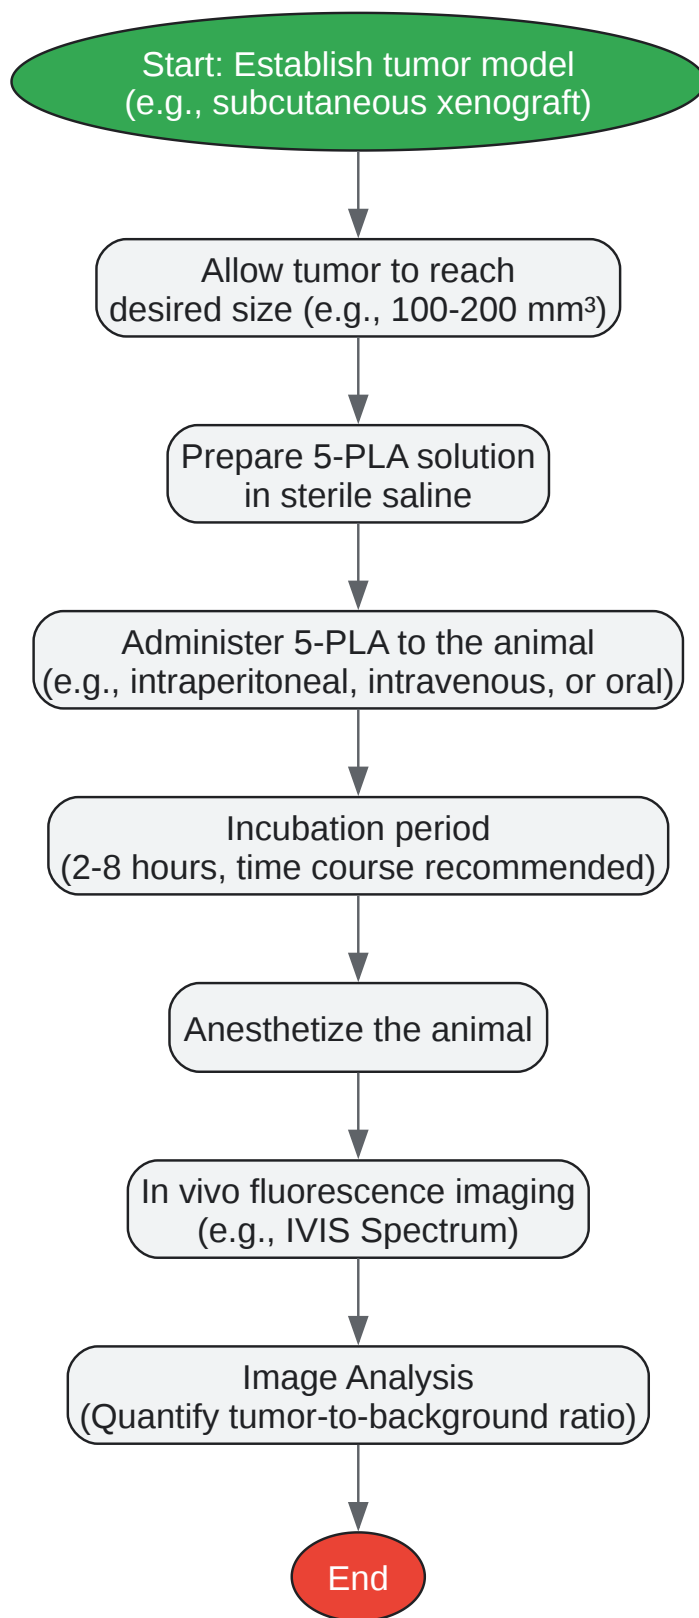 Start: Establish tumor model
(e.g., subcutaneous xenograft)
Allow tumor to reach
desired size (e.g., 100-200 mm³)
Prepare 5-PLA solution
in sterile saline
Administer 5-PLA to the animal
(e.g., intraperitoneal, intravenous, or oral)
Incubation period
(2-8 hours, time course recommended)
Anesthetize the animal
In vivo fluorescence imaging
(e.g., IVIS Spectrum)
Image Analysis
(Quantify tumor-to-background ratio)
End